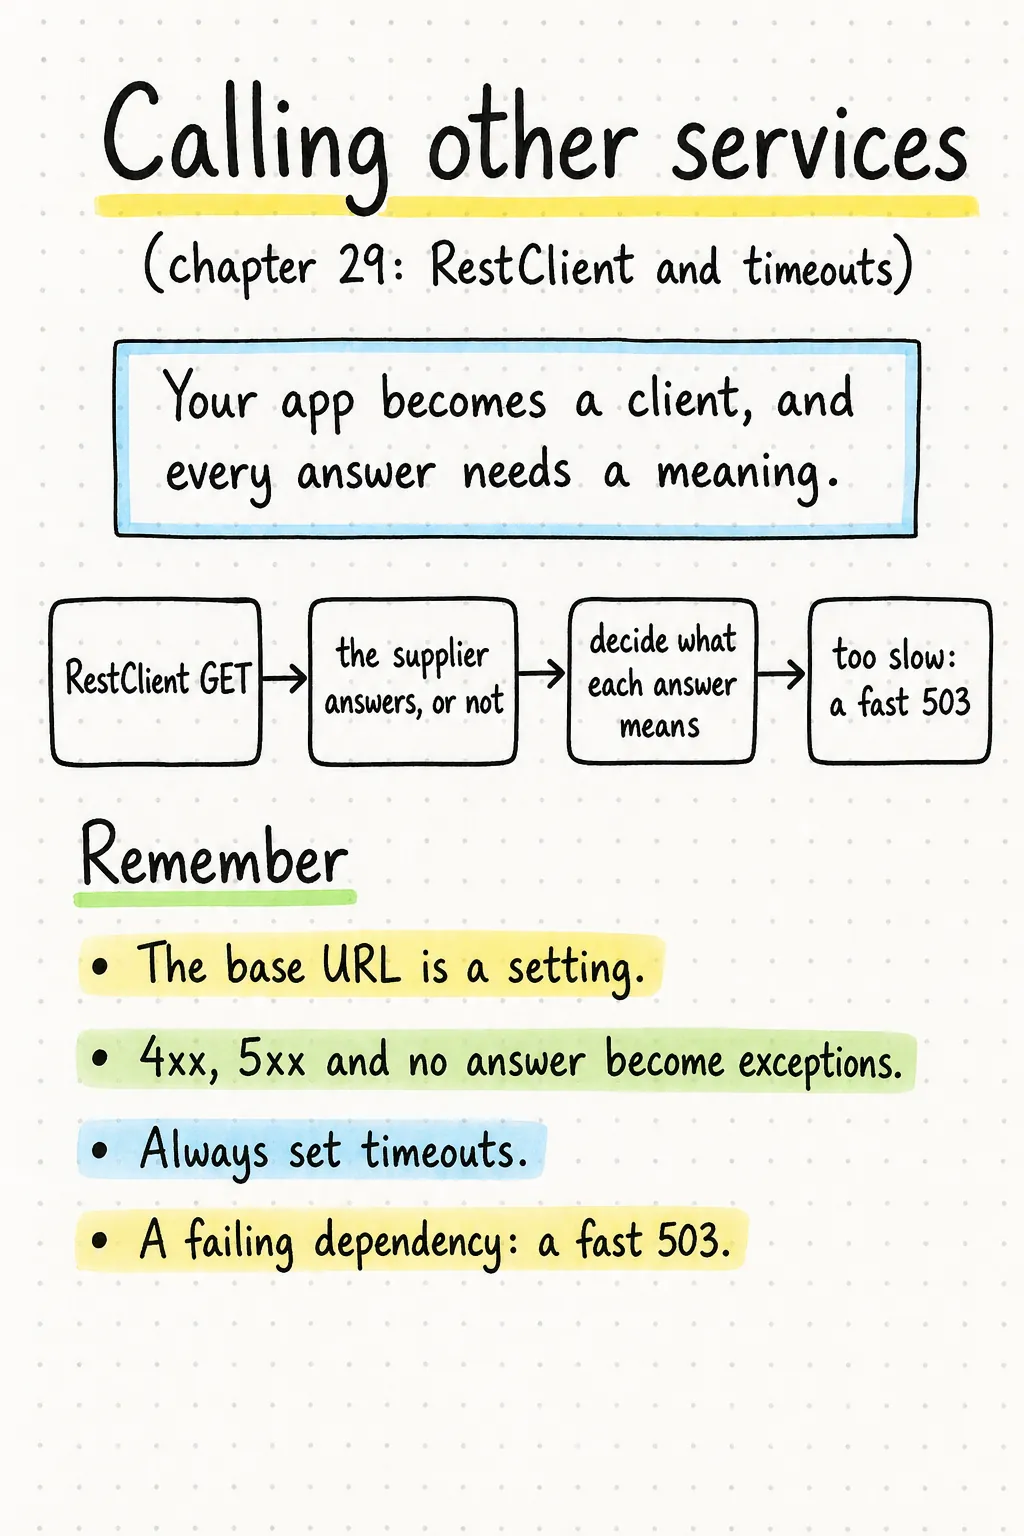 Calling other services
(chapter 29: RestClient and timeouts)
Your app becomes a client, and
every answer needs a meaning.
RestClient GET
the supplier
answers, or not
decide what
each answer
means
too slow:
a fast 503
Remember
• The base URL is a setting.
• 4xx, 5xx and no answer become exceptions.
• Always set timeouts.
• A failing dependency: a fast 503.